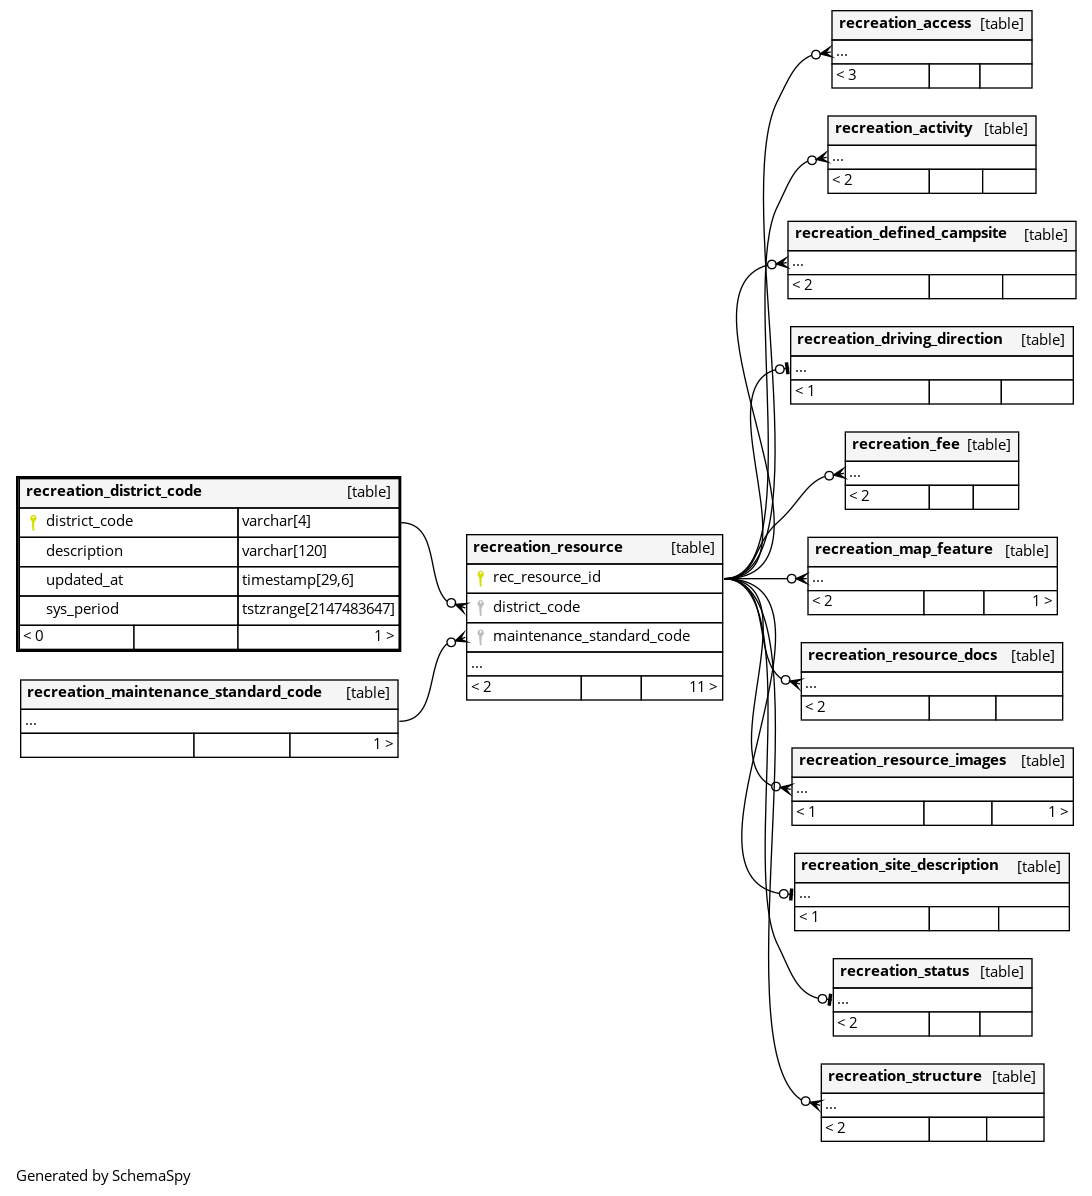 recreation_access [table]
...
< 3
recreation_activity [table]
...
< 2
recreation_defined_campsite [table]
...
< 2
recreation_driving_direction [table]
...
< 1
recreation_fee [table]
...
< 2
recreation_district_code [table]
district_code varchar[4]
description varchar[120]
updated_at timestamp[29,6]
sys_period tstzrange[2147483647]
< 0 1 >
recreation_resource [table]
rec_resource_id
district_code
maintenance_standard_code
...
< 2 11 >
recreation_map_feature [table]
...
< 2 1 >
recreation_resource_docs [table]
...
< 2
recreation_maintenance_standard_code [table]
...
1 >
recreation_resource_images [table]
...
< 1 1 >
recreation_site_description [table]
...
< 1
recreation_status [table]
...
< 2
recreation_structure [table]
...
< 2
Generated by SchemaSpy